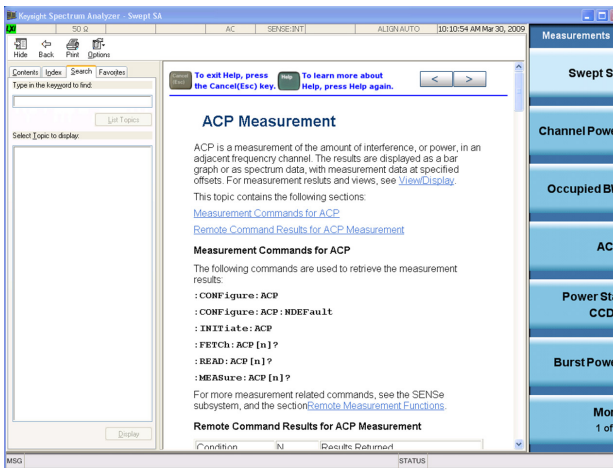 Keysight Spectrum Analyzer - Swept SA
LXI 50 Ω AC SENSE:INT ALIGN AUTO 10:10:54 AM Mar 30, 2009
Hide Back Print Options
Contents Index Search Favorites
Type in the keyword to find:
List Topics
Select Topic to display:
Display
Cancel (Esc) To exit Help, press the Cancel(Esc) key. Help To learn more about Help, press Help again. < >
ACP Measurement
ACP is a measurement of the amount of interference, or power, in an
adjacent frequency channel. The results are displayed as a bar
graph or as spectrum data, with measurement data at specified
offsets. For measurement resluts and views, see View/Display.
This topic contains the following sections:
Measurement Commands for ACP
Remote Command Results for ACP Measurement
Measurement Commands for ACP
The following commands are used to retrieve the measurement
results:
:CONFigure:ACP
:CONFigure:ACP:NDEFault
:INITiate:ACP
:FETCh:ACP[n]?
:READ:ACP[n]?
:MEASure:ACP[n]?
For more measurement related commands, see the SENSe
subsystem, and the sectionRemote Measurement Functions.
Remote Command Results for ACP Measurement
Condition N Results Returned
Measurements
Swept S
Channel Powe
Occupied B
AC
Power Sta
CCD
Burst Powe
Mor
1 of
MSG STATUS